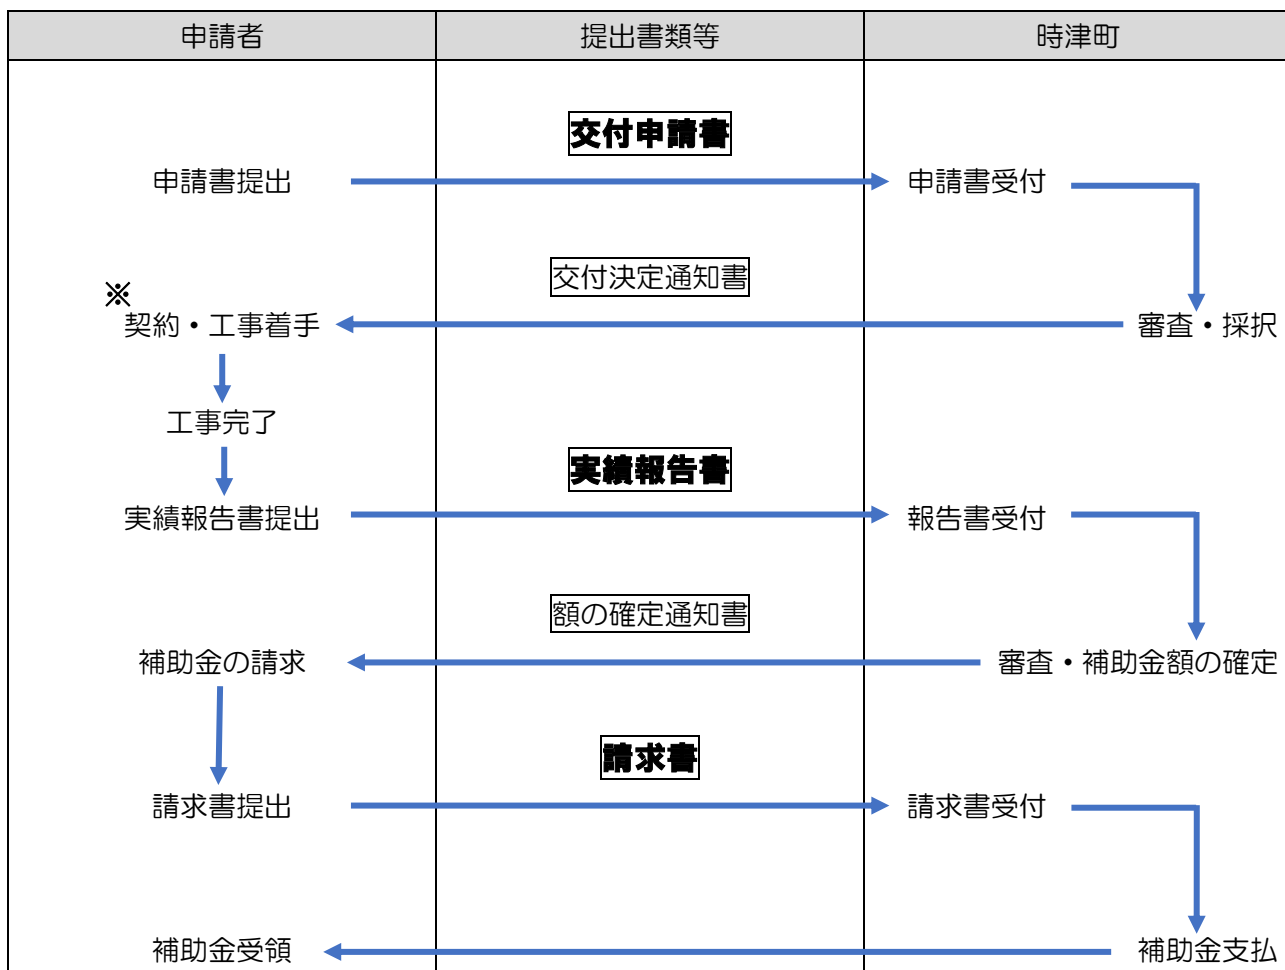 申請者 提出書類等 時津町
交付申請書
申請書提出 申請書受付
交付決定通知書
※
契約・工事着手 審査・採択
工事完了
実績報告書
実績報告書提出 報告書受付
額の確定通知書
補助金の請求 審査・補助金額の確定
請求書
請求書提出 請求書受付
補助金受領 補助金支払